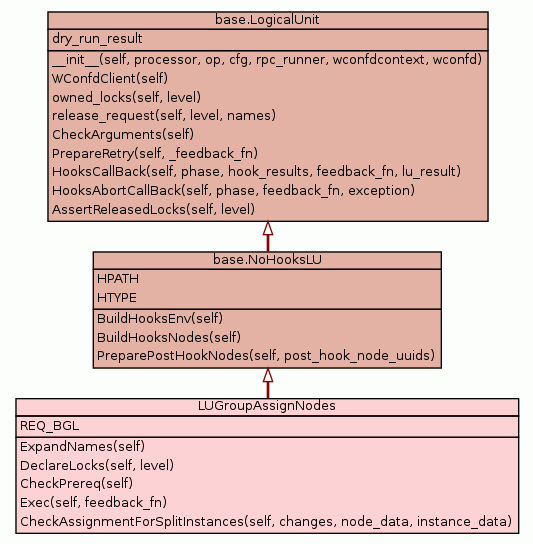 base.LogicalUnit
dry_run_result
__init__(self, processor, op, cfg, rpc_runner, wconfdcontext, wconfd)
WConfdClient(self)
owned_locks(self, level)
release_request(self, level, names)
CheckArguments(self)
PrepareRetry(self, _feedback_fn)
HooksCallBack(self, phase, hook_results, feedback_fn, lu_result)
HooksAbortCallBack(self, phase, feedback_fn, exception)
AssertReleasedLocks(self, level)
base.NoHooksLU
HPATH
HTYPE
BuildHooksEnv(self)
BuildHooksNodes(self)
PreparePostHookNodes(self, post_hook_node_uuids)
LUGroupAssignNodes
REQ_BGL
ExpandNames(self)
DeclareLocks(self, level)
CheckPrereq(self)
Exec(self, feedback_fn)
CheckAssignmentForSplitInstances(self, changes, node_data, instance_data)